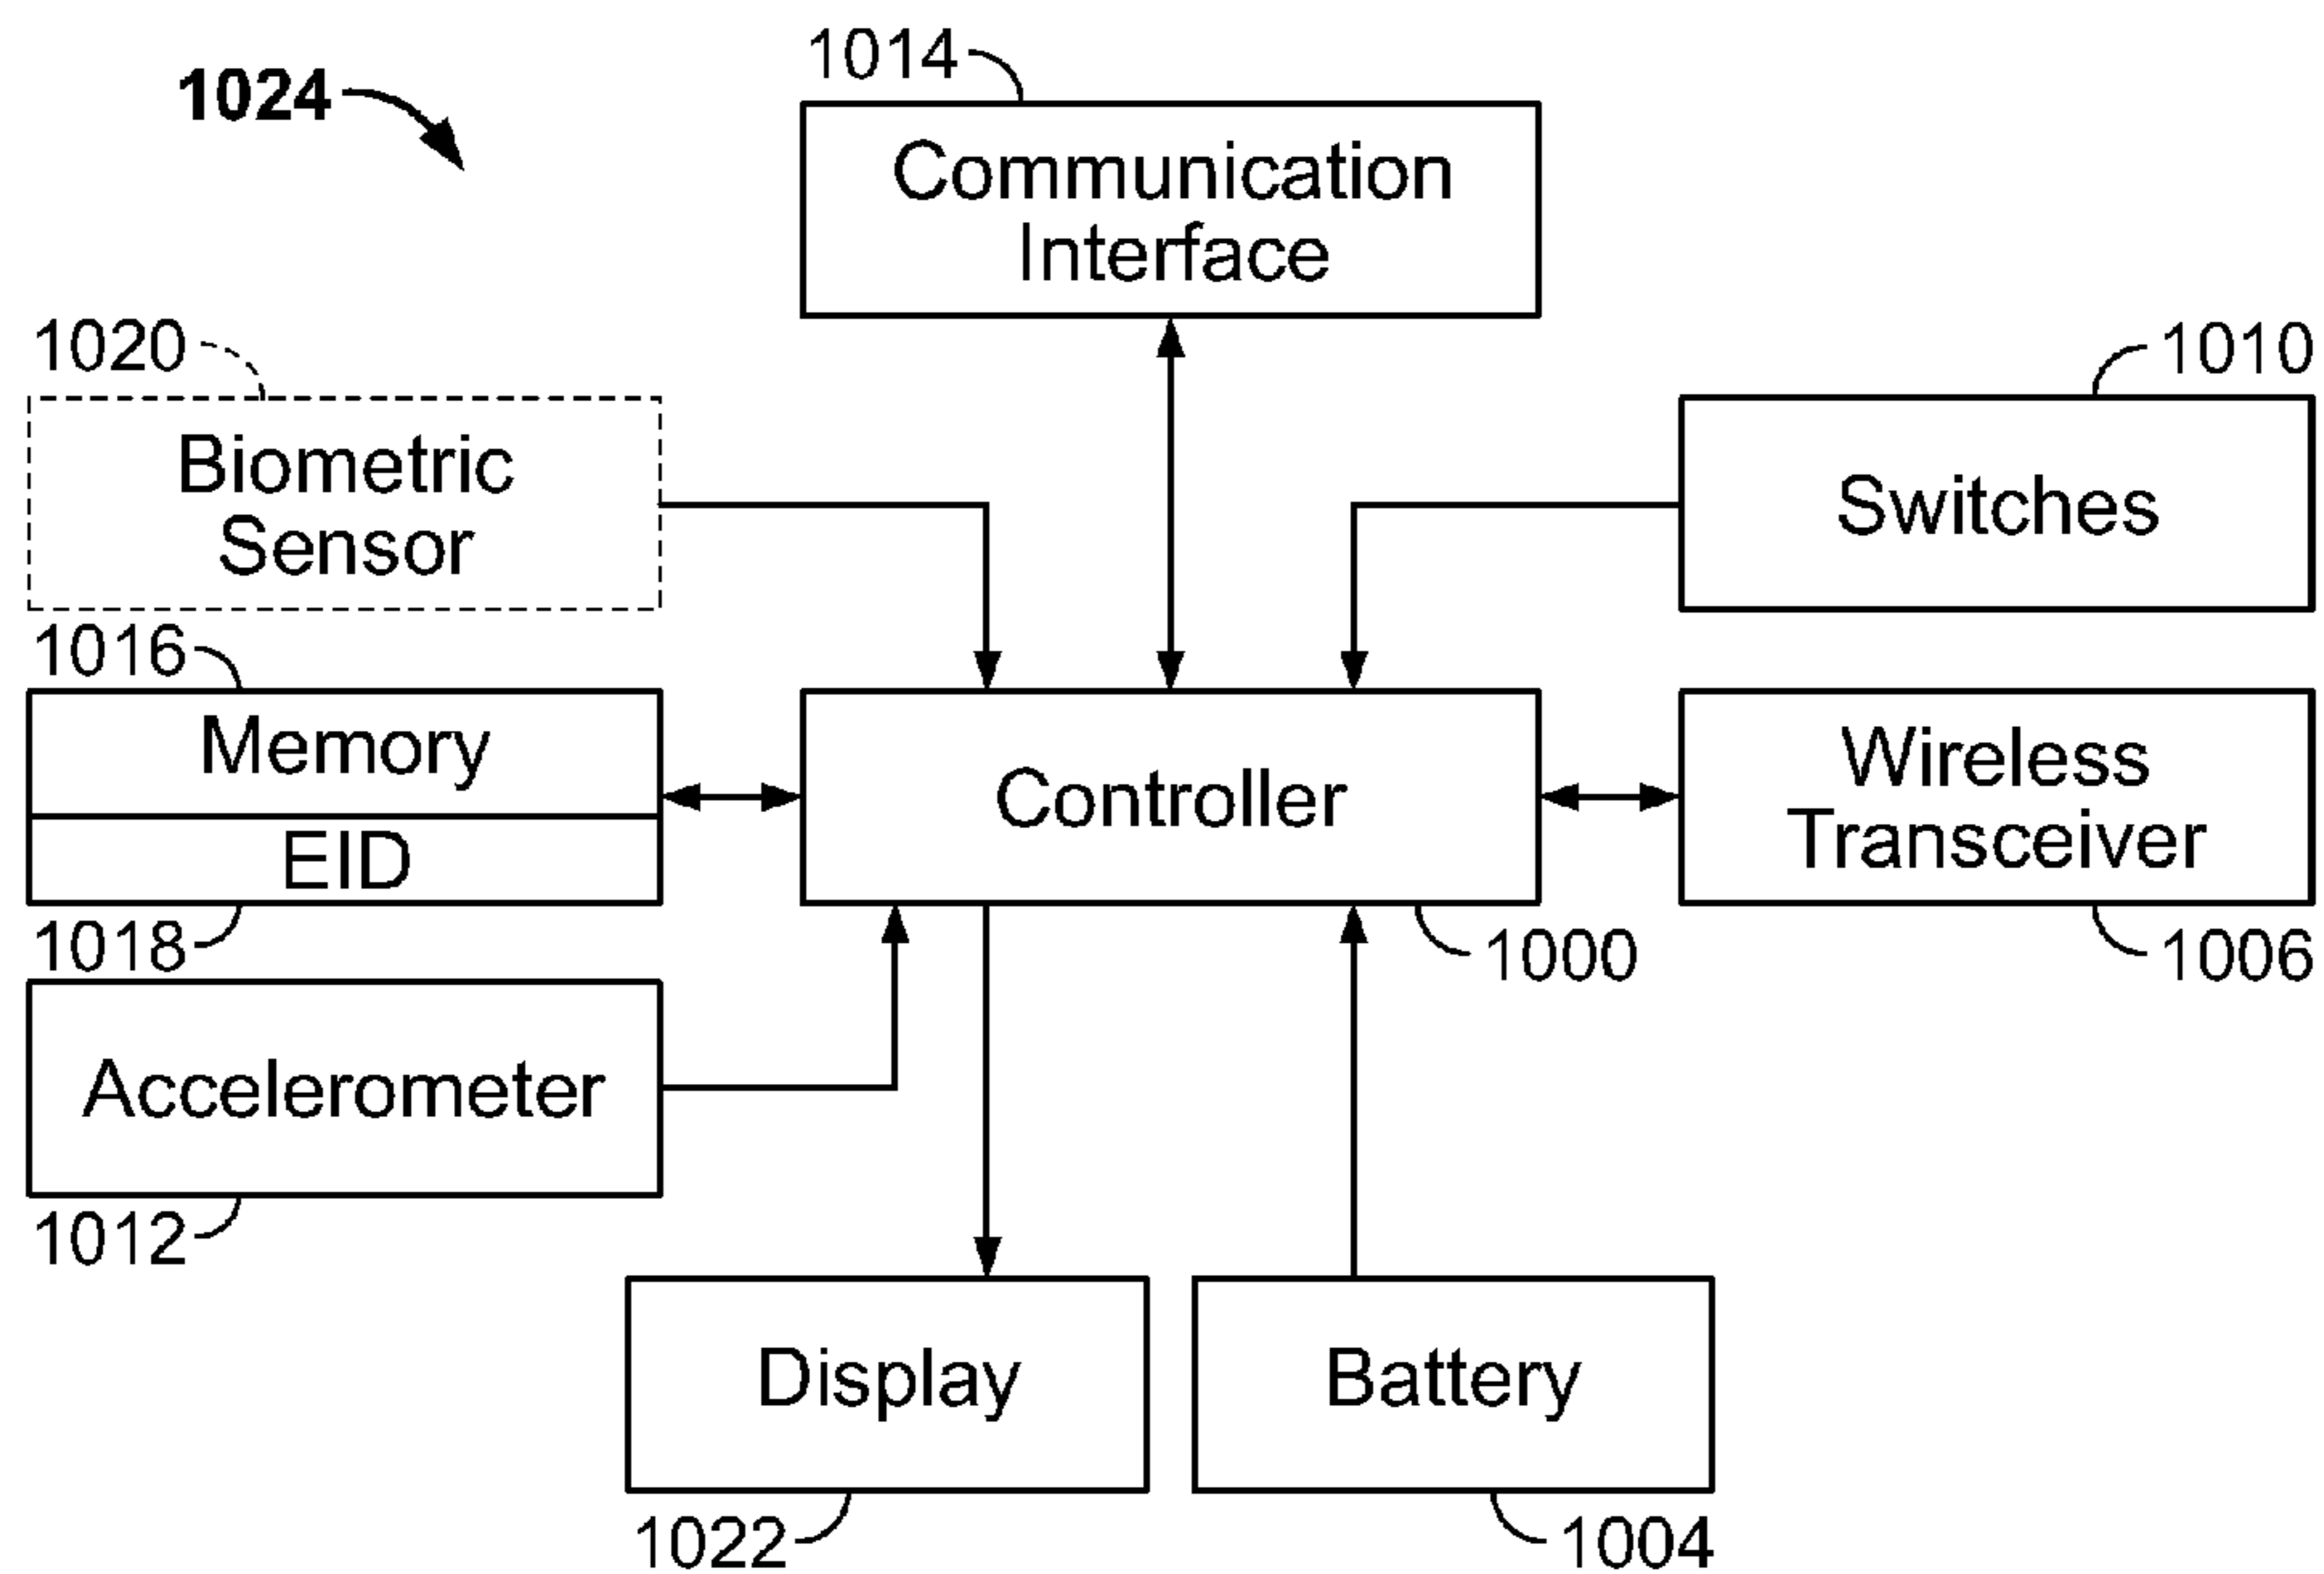 1014
1024
Communication
Interface
1020
1010
Biometric
Sensor
Switches
1016
Memory
EID
Controller
Wireless
Transceiver
1018
1000
1006
Accelerometer
1012
Display
Battery
1022
1004